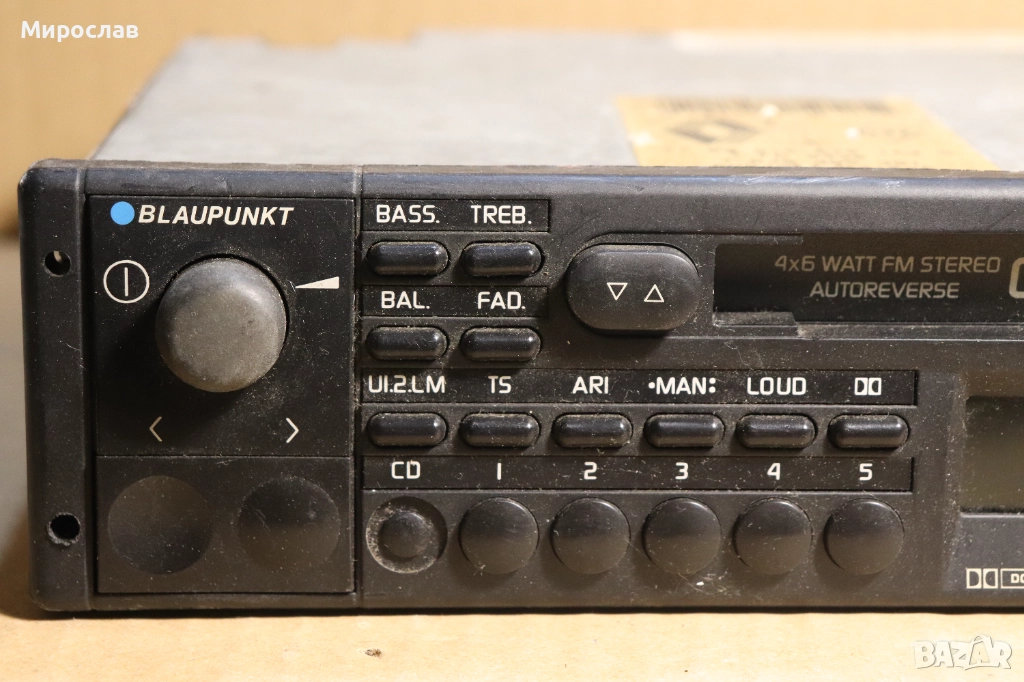 Мирослав
BLAUPUNKT
BASS. TREB.
BAL. FAD.
4x6 WATT FM STEREO
AUTOREVERSE
U1.2.LM TS ARI •MAN: LOUD
CD 1 2 3 4 5
BAZAR